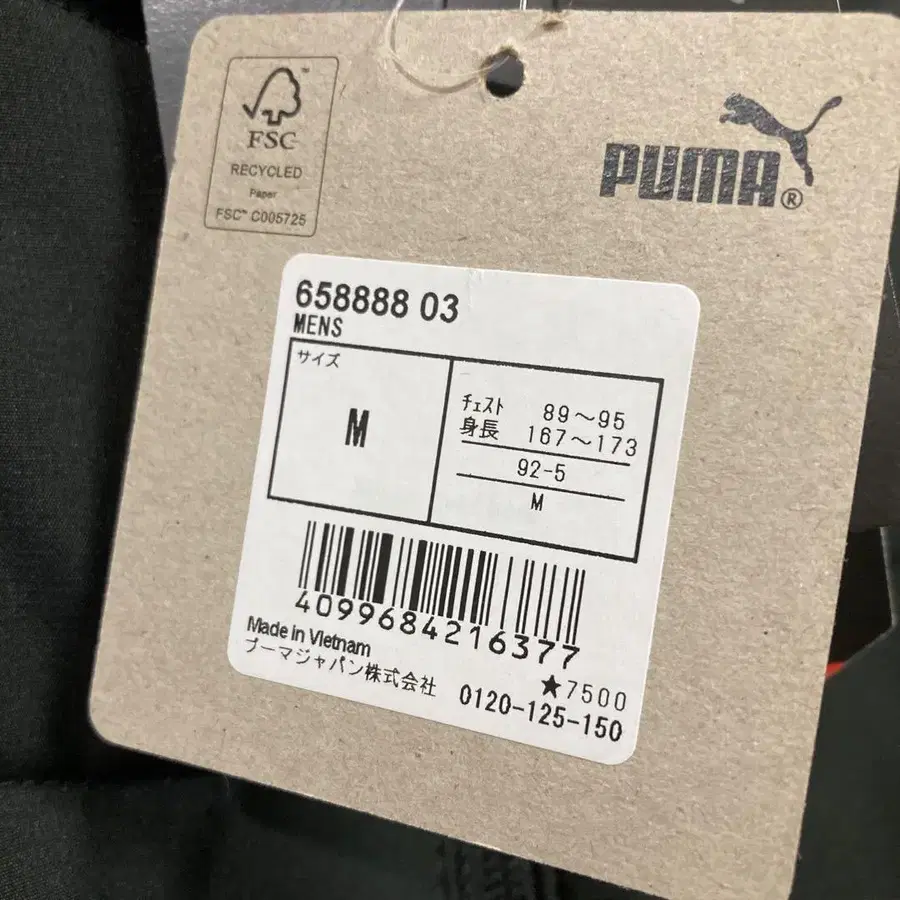 FSC
RECYCLED
Paper
FSC™ C005725
PUMA®
658888 03
MENS
サイズ
M
チェスト 89～95
身長 167～173
92-5
M
4099684216377
Made in Vietnam
プーマジャパン株式会社
★7500
0120-125-150